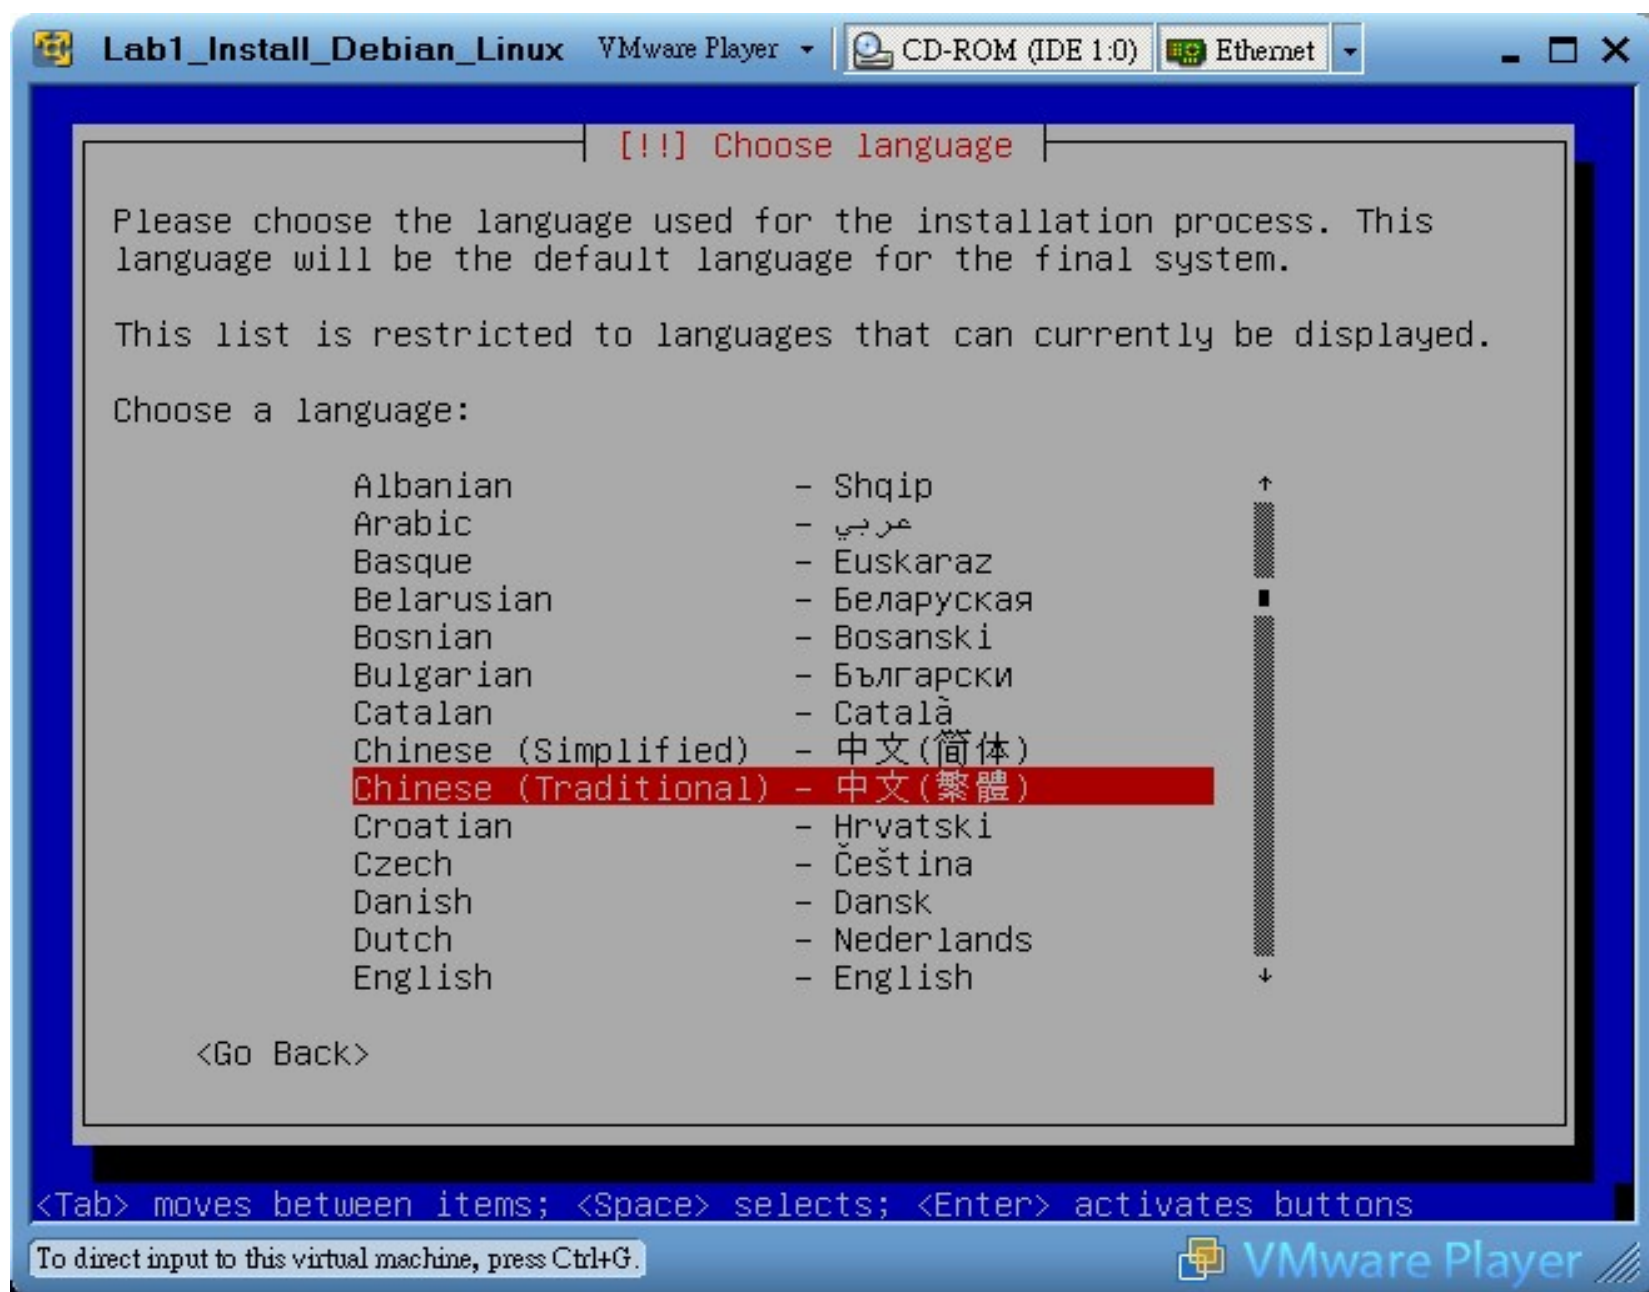 Lab1_Install_Debian_Linux VMware Player CD-ROM (IDE 1:0) Ethernet
[!!] Choose language
Please choose the language used for the installation process. This
language will be the default language for the final system.
This list is restricted to languages that can currently be displayed.
Choose a language:
Albanian - Shqip
Arabic - عربي
Basque - Euskaraz
Belarusian - Беларуская
Bosnian - Bosanski
Bulgarian - Български
Catalan - Català
Chinese (Simplified) - 中文(简体)
Chinese (Traditional) - 中文(繁體)
Croatian - Hrvatski
Czech - Čeština
Danish - Dansk
Dutch - Nederlands
English - English
<Go Back>
<Tab> moves between items; <Space> selects; <Enter> activates buttons
To direct input to this virtual machine, press Ctrl+G.
VMware Player